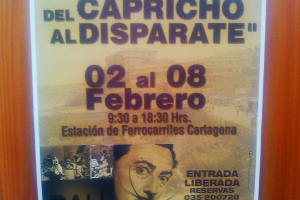 DEL CAPRICHO
AL DISPARATE"
02 al 08
Febrero
9:30 a 18:30 Hrs.
Estación de Ferrocarriles Cartagena
ENTRADA
LIBERADA
RESERVAS
035 200728